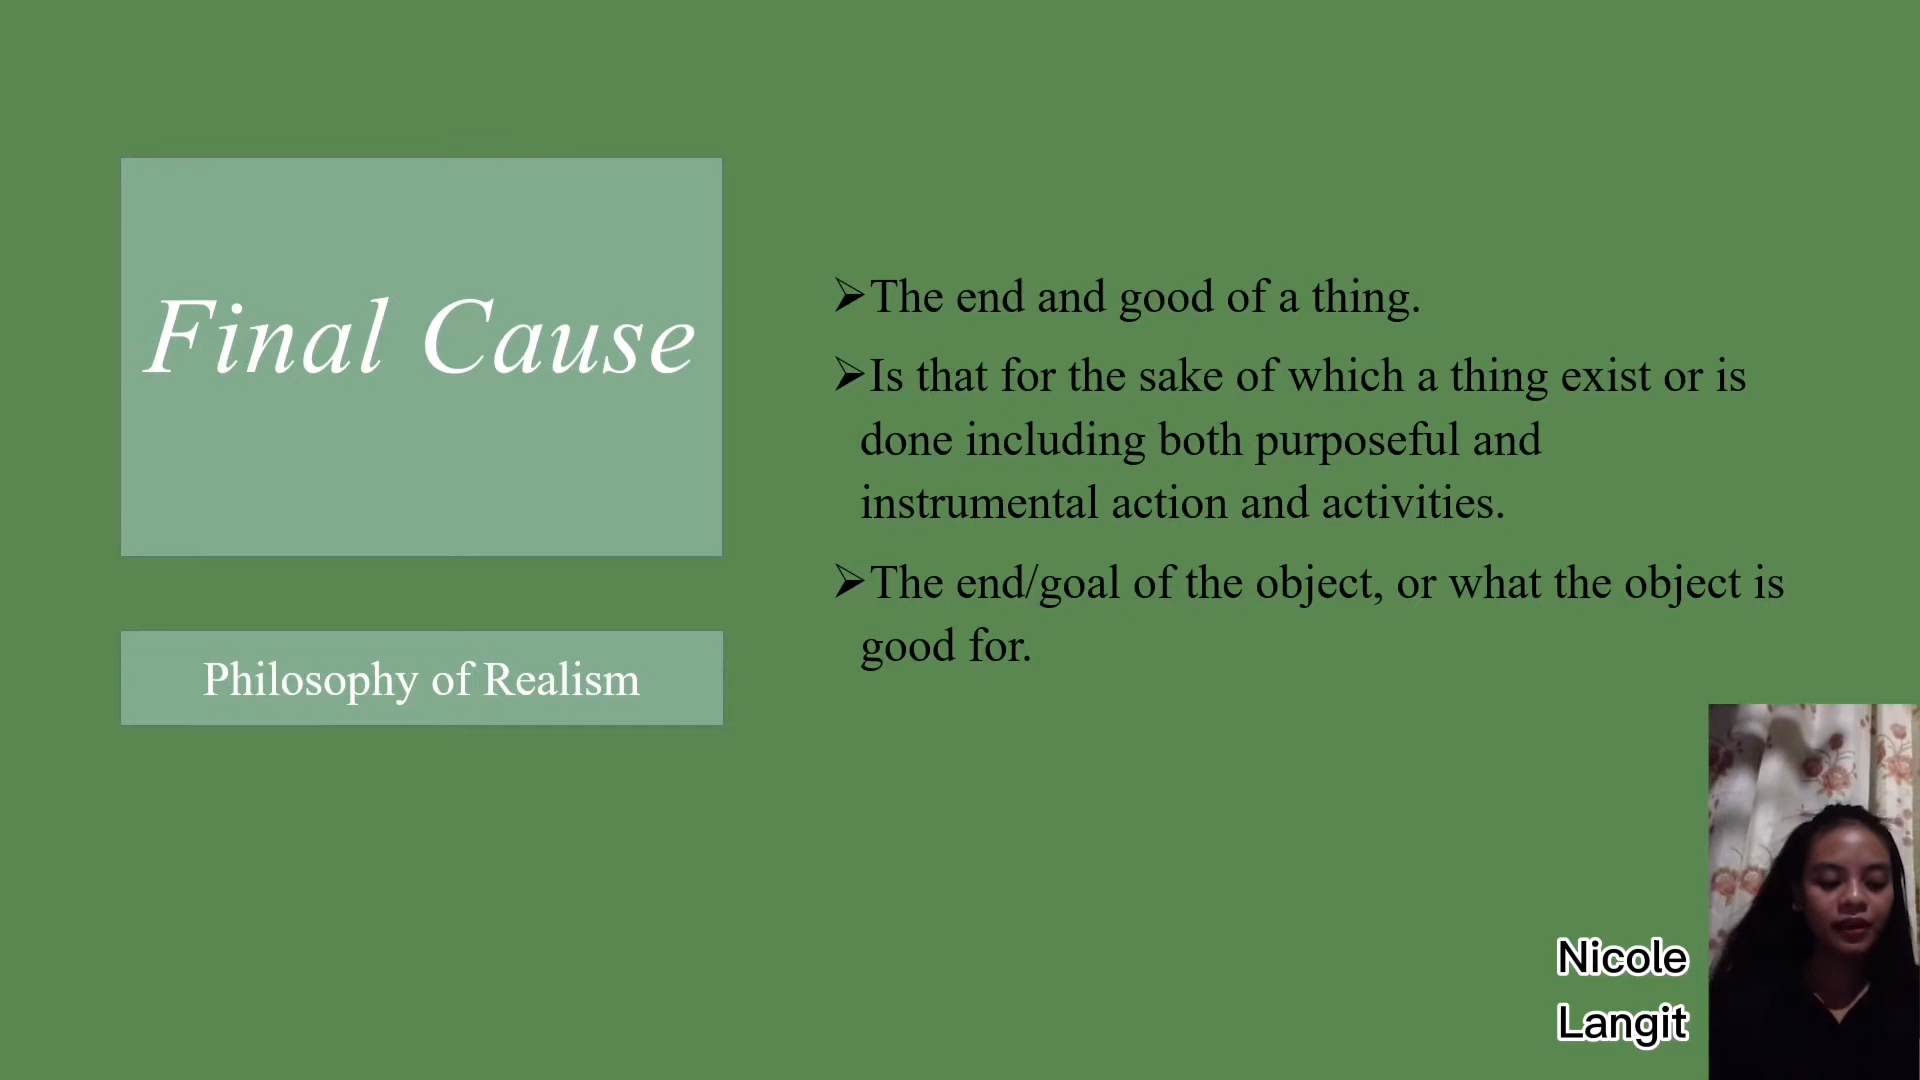 Final Cause
Philosophy of Realism
➢The end and good of a thing.
➢Is that for the sake of which a thing exist or is
done including both purposeful and
instrumental action and activities.
➢The end/goal of the object, or what the object is
good for.
Nicole
Langit